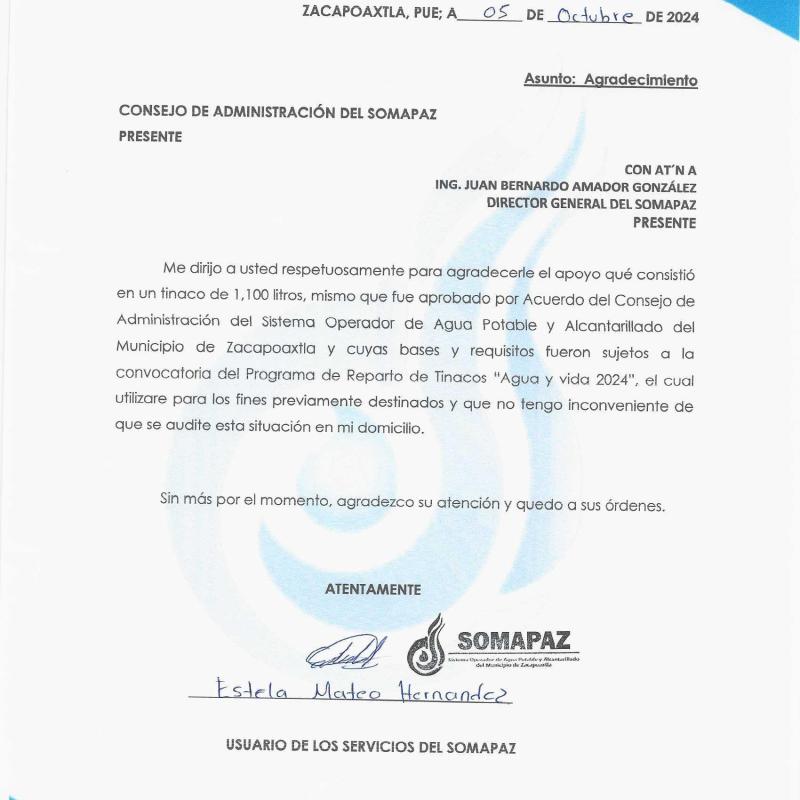 ZACAPOAXTLA, PUE; A 05 DE Octubre DE 2024
Asunto: Agradecimiento
CONSEJO DE ADMINISTRACIÓN DEL SOMAPAZ
PRESENTE
CON AT´N A
ING. JUAN BERNARDO AMADOR GONZÁLEZ
DIRECTOR GENERAL DEL SOMAPAZ
PRESENTE
Me dirijo a usted respetuosamente para agradecerle el apoyo qué consistió
en un tinaco de 1,100 litros, mismo que fue aprobado por Acuerdo del Consejo de
Administración del Sistema Operador de Agua Potable y Alcantarillado del
Municipio de Zacapoaxtla y cuyas bases y requisitos fueron sujetos a la
convocatoria del Programa de Reparto de Tinacos “Agua y vida 2024”, el cual
utilizare para los fines previamente destinados y que no tengo inconveniente de
que se audite esta situación en mi domicilio.
Sin más por el momento, agradezco su atención y quedo a sus órdenes.
ATENTAMENTE
SOMAPAZ
Sistema Operador de Agua Potable y Alcantarillado
del Municipio de Zacapoaxtla
Estela Mateo Hernandez
USUARIO DE LOS SERVICIOS DEL SOMAPAZ